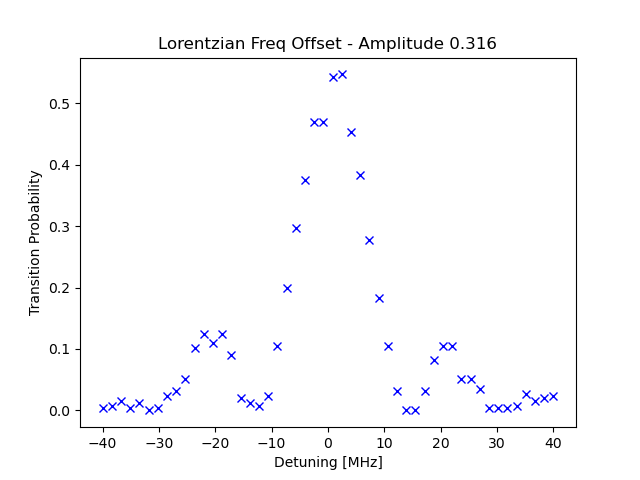 Lorentzian Freq Offset - Amplitude 0.316
Transition Probability
0.5
0.4
0.3
0.2
0.1
0.0
−40 −30 −20 −10 0 10 20 30 40
Detuning [MHz]